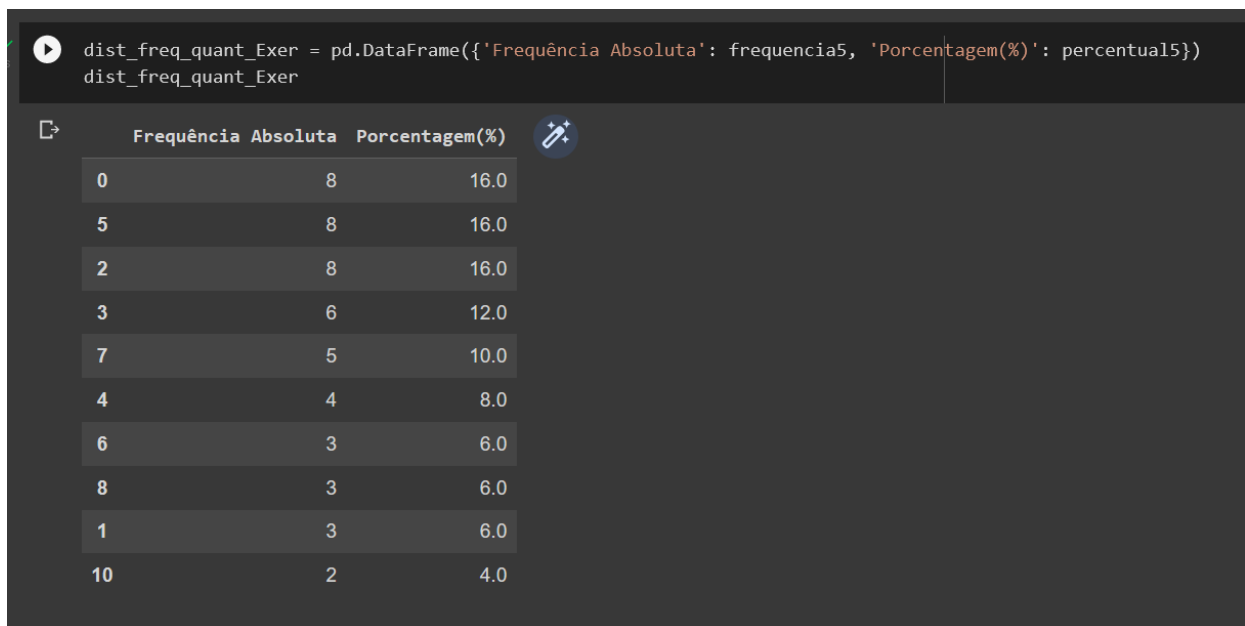 dist_freq_quant_Exer = pd.DataFrame({'Frequência Absoluta': frequencia5, 'Porcentagem(%)': percentual5})
dist_freq_quant_Exer
Frequência Absoluta Porcentagem(%)
0 8 16.0
5 8 16.0
2 8 16.0
3 6 12.0
7 5 10.0
4 4 8.0
6 3 6.0
8 3 6.0
1 3 6.0
10 2 4.0